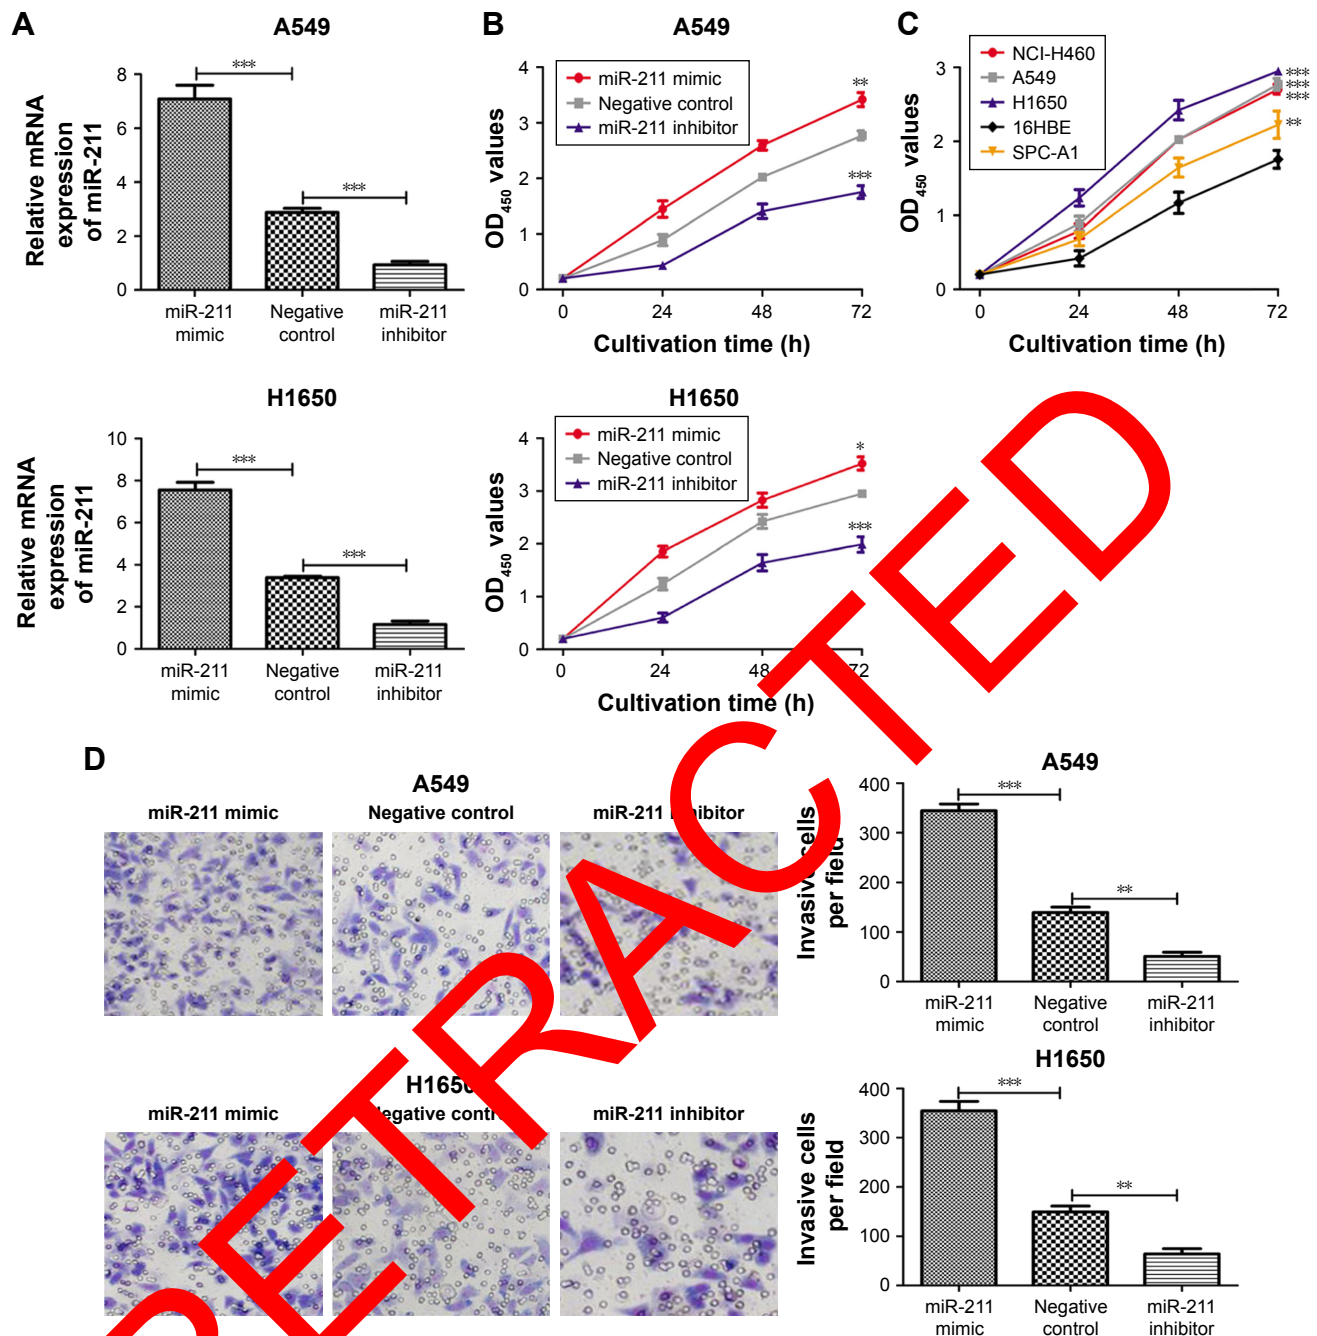 A
A549
Relative mRNA
expression
of miR-211
8
6
4
2
0
***
***
miR-211
mimic
Negative
control
miR-211
inhibitor
H1650
Relative mRNA
expression
of miR-211
10
8
6
4
2
0
***
***
miR-211
mimic
Negative
control
miR-211
inhibitor
B
A549
OD450 values
4
3
2
1
0
miR-211 mimic
Negative control
miR-211 inhibitor
**
***
0 24 48 72
Cultivation time (h)
H1650
OD450 values
4
3
2
1
0
miR-211 mimic
Negative control
miR-211 inhibitor
*
***
0 24 48 72
Cultivation time (h)
C
OD450 values
3
2
1
0
NCI-H460
A549
H1650
16HBE
SPC-A1
***
***
***
**
0 24 48 72
Cultivation time (h)
D
A549
miR-211 mimic
Negative control
miR-211 inhibitor
H1650
miR-211 mimic
Negative control
miR-211 inhibitor
A549
Invasive cells
per field
400
300
200
100
0
***
**
miR-211
mimic
Negative
control
miR-211
inhibitor
H1650
Invasive cells
per field
400
300
200
100
0
***
**
miR-211
mimic
Negative
control
miR-211
inhibitor
RETRACTED